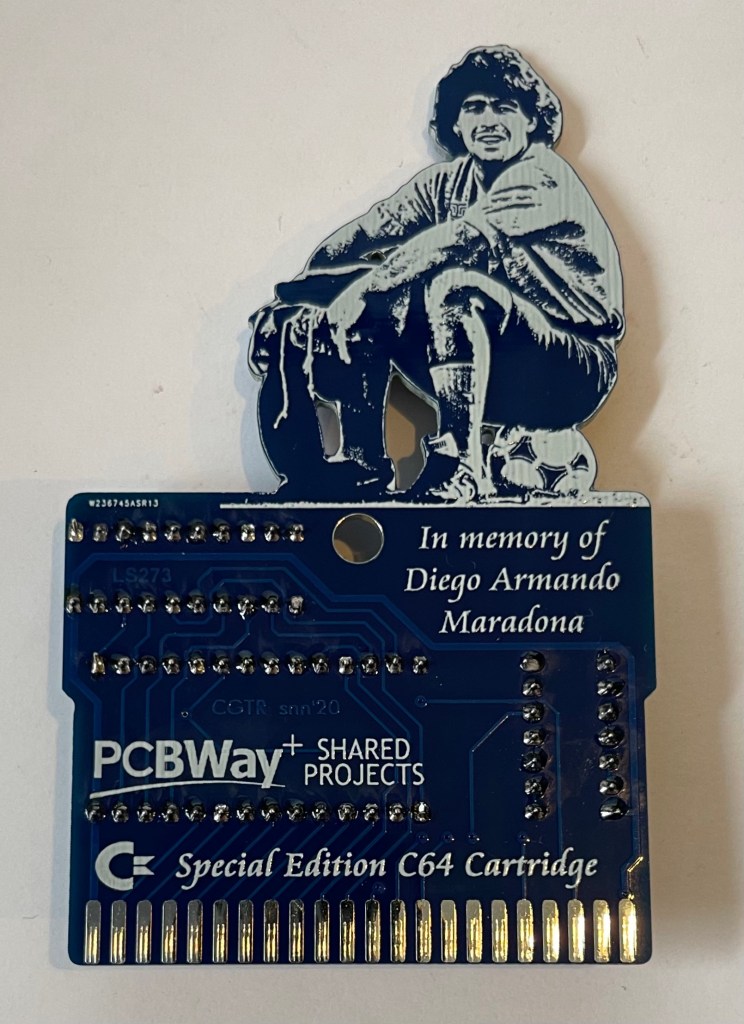 W236745ASR13
In memory of
Diego Armando
Maradona
LS273
CGTR snn'20
PCBWay+ SHARED
PROJECTS
C= Special Edition C64 Cartridge